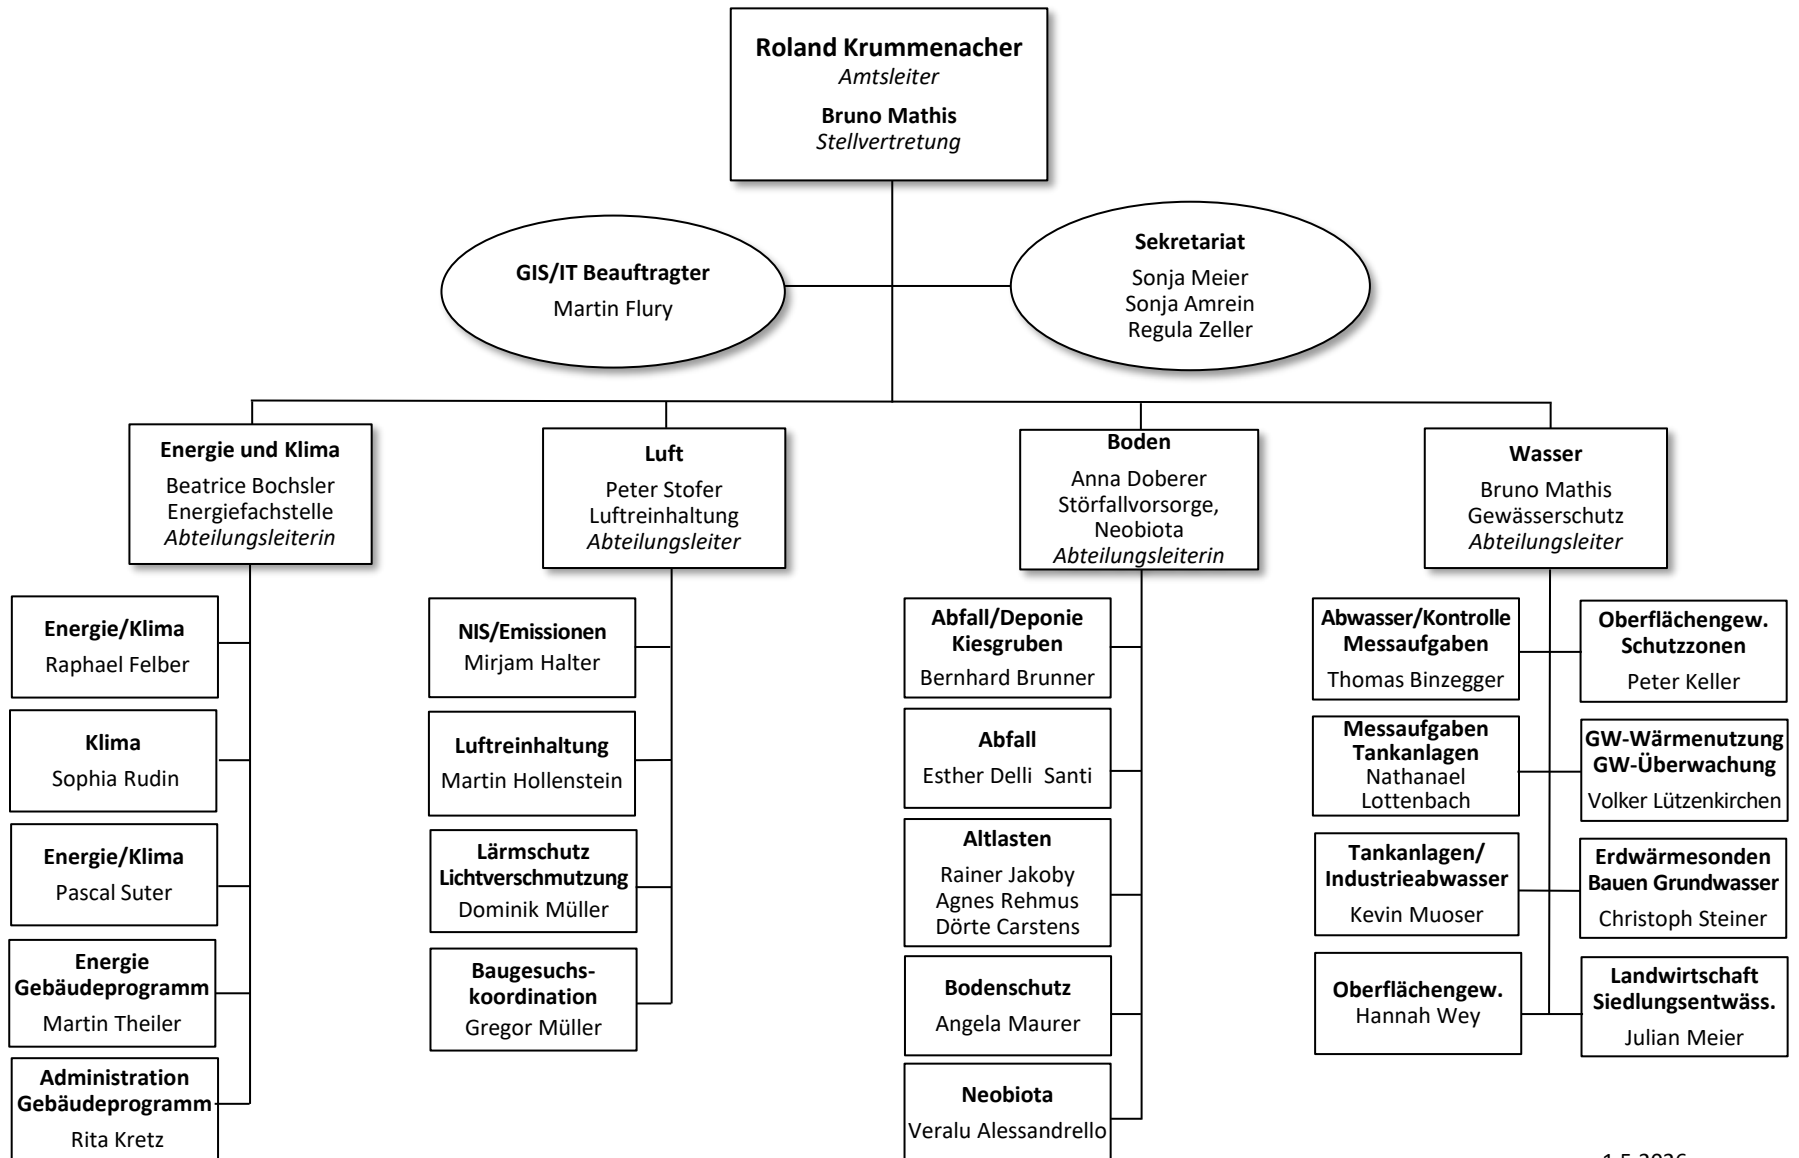 Roland Krummenacher
Amtsleiter
Bruno Mathis
Stellvertretung
GIS/IT Beauftragter
Martin Flury
Sekretariat
Sonja Meier
Sonja Amrein
Regula Zeller
Energie und Klima
Beatrice Bochsler
Energiefachstelle
Abteilungsleiterin
Luft
Peter Stofer
Luftreinhaltung
Abteilungsleiter
Boden
Anna Doberer
Störfallvorsorge,
Neobiota
Abteilungsleiterin
Wasser
Bruno Mathis
Gewässerschutz
Abteilungsleiter
Energie/Klima
Raphael Felber
Klima
Sophia Rudin
Energie/Klima
Pascal Suter
Energie
Gebäudeprogramm
Martin Theiler
Administration
Gebäudeprogramm
Rita Kretz
NIS/Emissionen
Mirjam Halter
Luftreinhaltung
Martin Hollenstein
Lärmschutz
Lichtverschmutzung
Dominik Müller
Baugesuchs-
koordination
Gregor Müller
Abfall/Deponie
Kiesgruben
Bernhard Brunner
Abfall
Esther Delli Santi
Altlasten
Rainer Jakoby
Agnes Rehmus
Dörte Carstens
Bodenschutz
Angela Maurer
Neobiota
Veralu Alessandrello
Abwasser/Kontrolle
Messaufgaben
Thomas Binzegger
Messaufgaben
Tankanlagen
Nathanael
Lottenbach
Tankanlagen/
Industrieabwasser
Kevin Muoser
Oberflächengew.
Hannah Wey
Oberflächengew.
Schutzzonen
Peter Keller
GW-Wärmenutzung
GW-Überwachung
Volker Lützenkirchen
Erdwärmesonden
Bauen Grundwasser
Christoph Steiner
Landwirtschaft
Siedlungsentwäss.
Julian Meier